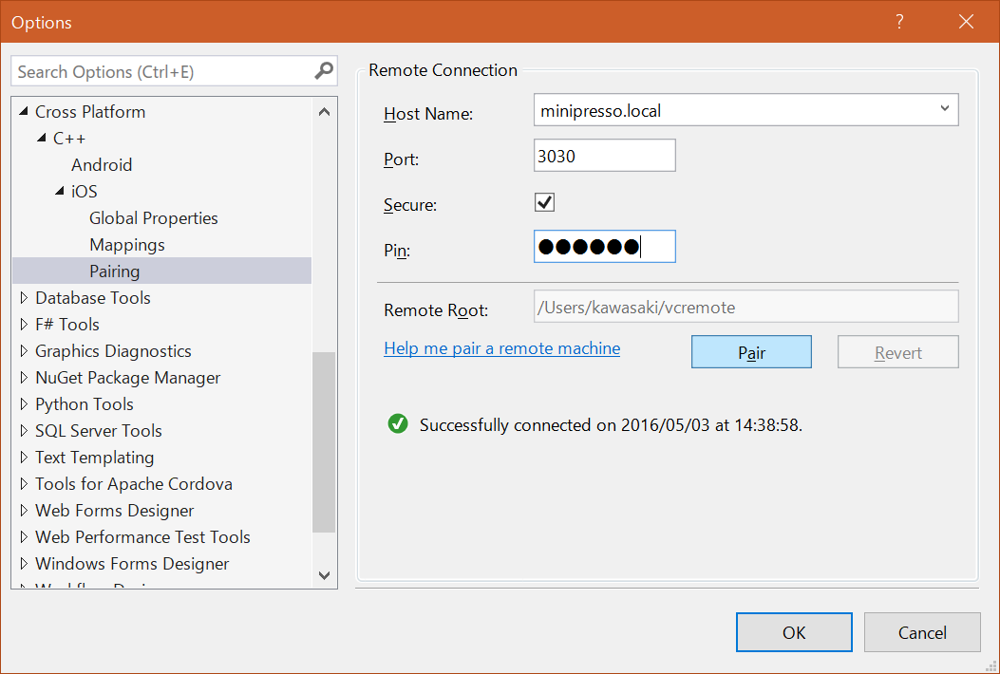 Options
?
Search Options (Ctrl+E)
Cross Platform
C++
Android
iOS
Global Properties
Mappings
Pairing
Database Tools
F# Tools
Graphics Diagnostics
NuGet Package Manager
Python Tools
SQL Server Tools
Text Templating
Tools for Apache Cordova
Web Forms Designer
Web Performance Test Tools
Windows Forms Designer
Remote Connection
Host Name: minipresso.local
Port: 3030
Secure:
Pin: ●●●●●●
Remote Root: /Users/kawasaki/vcremote
Help me pair a remote machine Pair Revert
Successfully connected on 2016/05/03 at 14:38:58.
OK Cancel